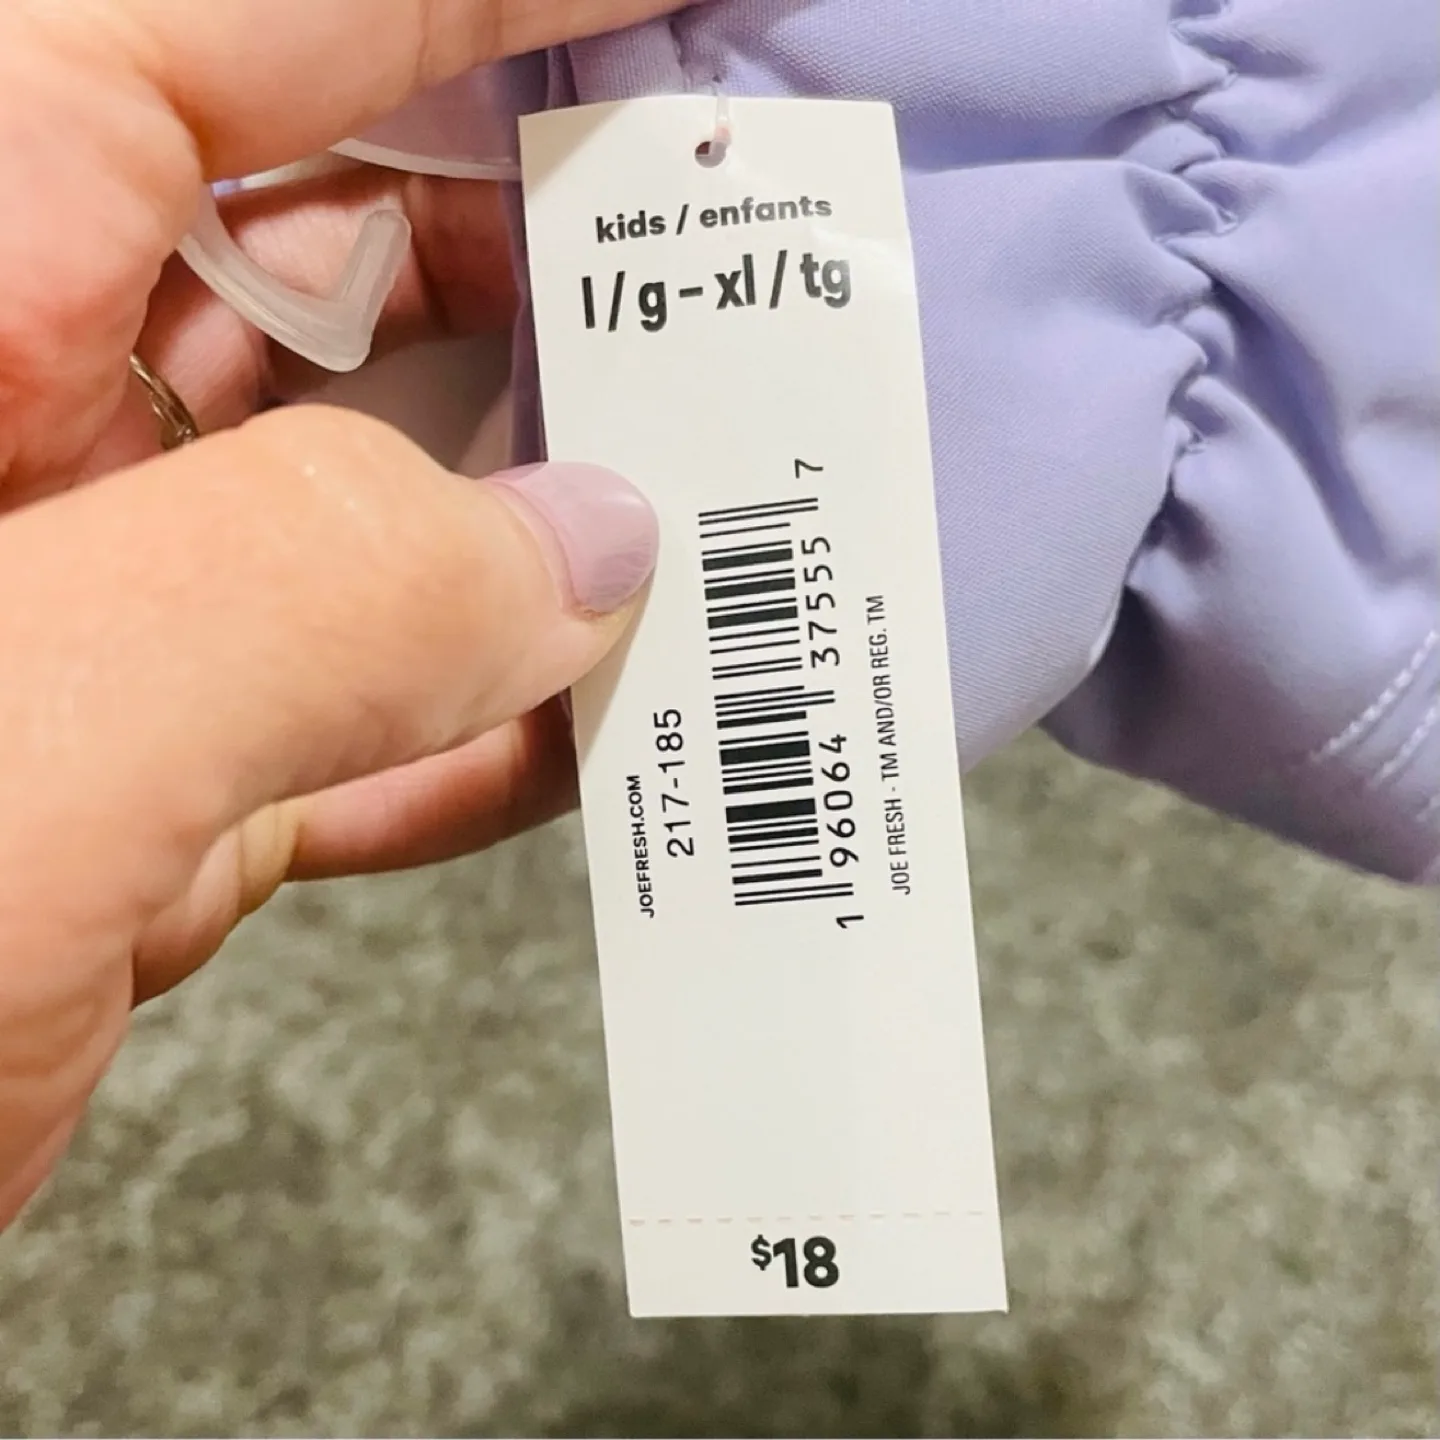 kids / enfants
l/g - xl/tg
JOEFRESH.COM
217-185
1 96064 37555 7
JOE FRESH - TM AND/OR REG. TM
$18